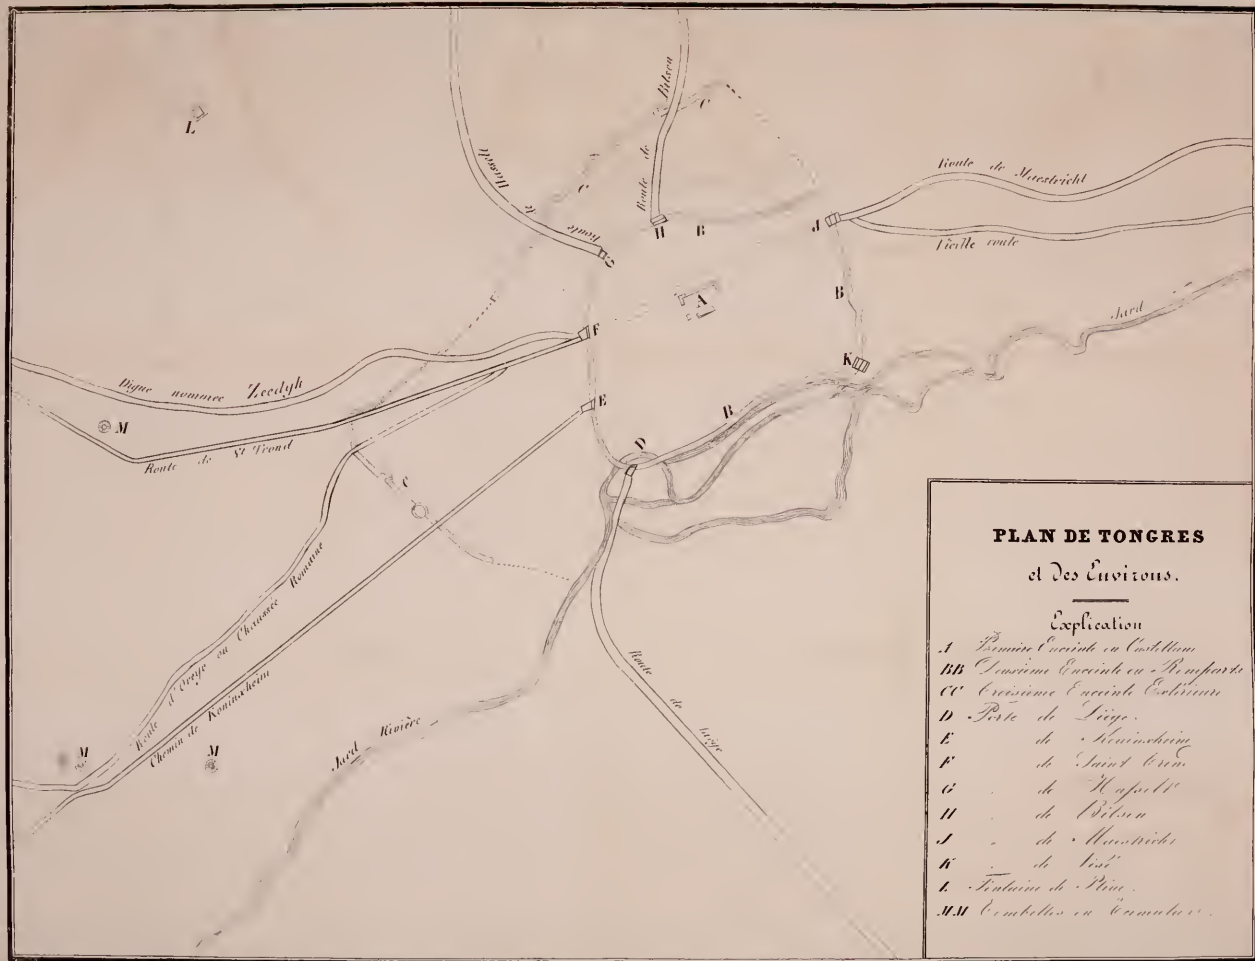 L
Route de Hasselt
Route de Bilsen
C
C
H
B
G
J
Route de Maestricht
Vieille route
A
B
F
K
Jard
Digue nommée Zeedyk
M
Route de St Trond
E
B
D
C
Route d'Oreye ou Chaussée Romaine
Chemin de Koninxheim
M
M
Jard Rivière
Route de Liége
PLAN DE TONGRES
et Des Environs.
Explication
A Première Enceinte ou Castellum
BB Deuxième Enceinte ou Remparts
CC Troisième Enceinte Extérieure
D Porte de Liége.
E de Koninxheim
F de Saint Trond
G de Hasselt
H de Bilsen
J de Maestricht
K de Visé
L Fontaine de Pline.
MM Tombelles ou Tumulus.